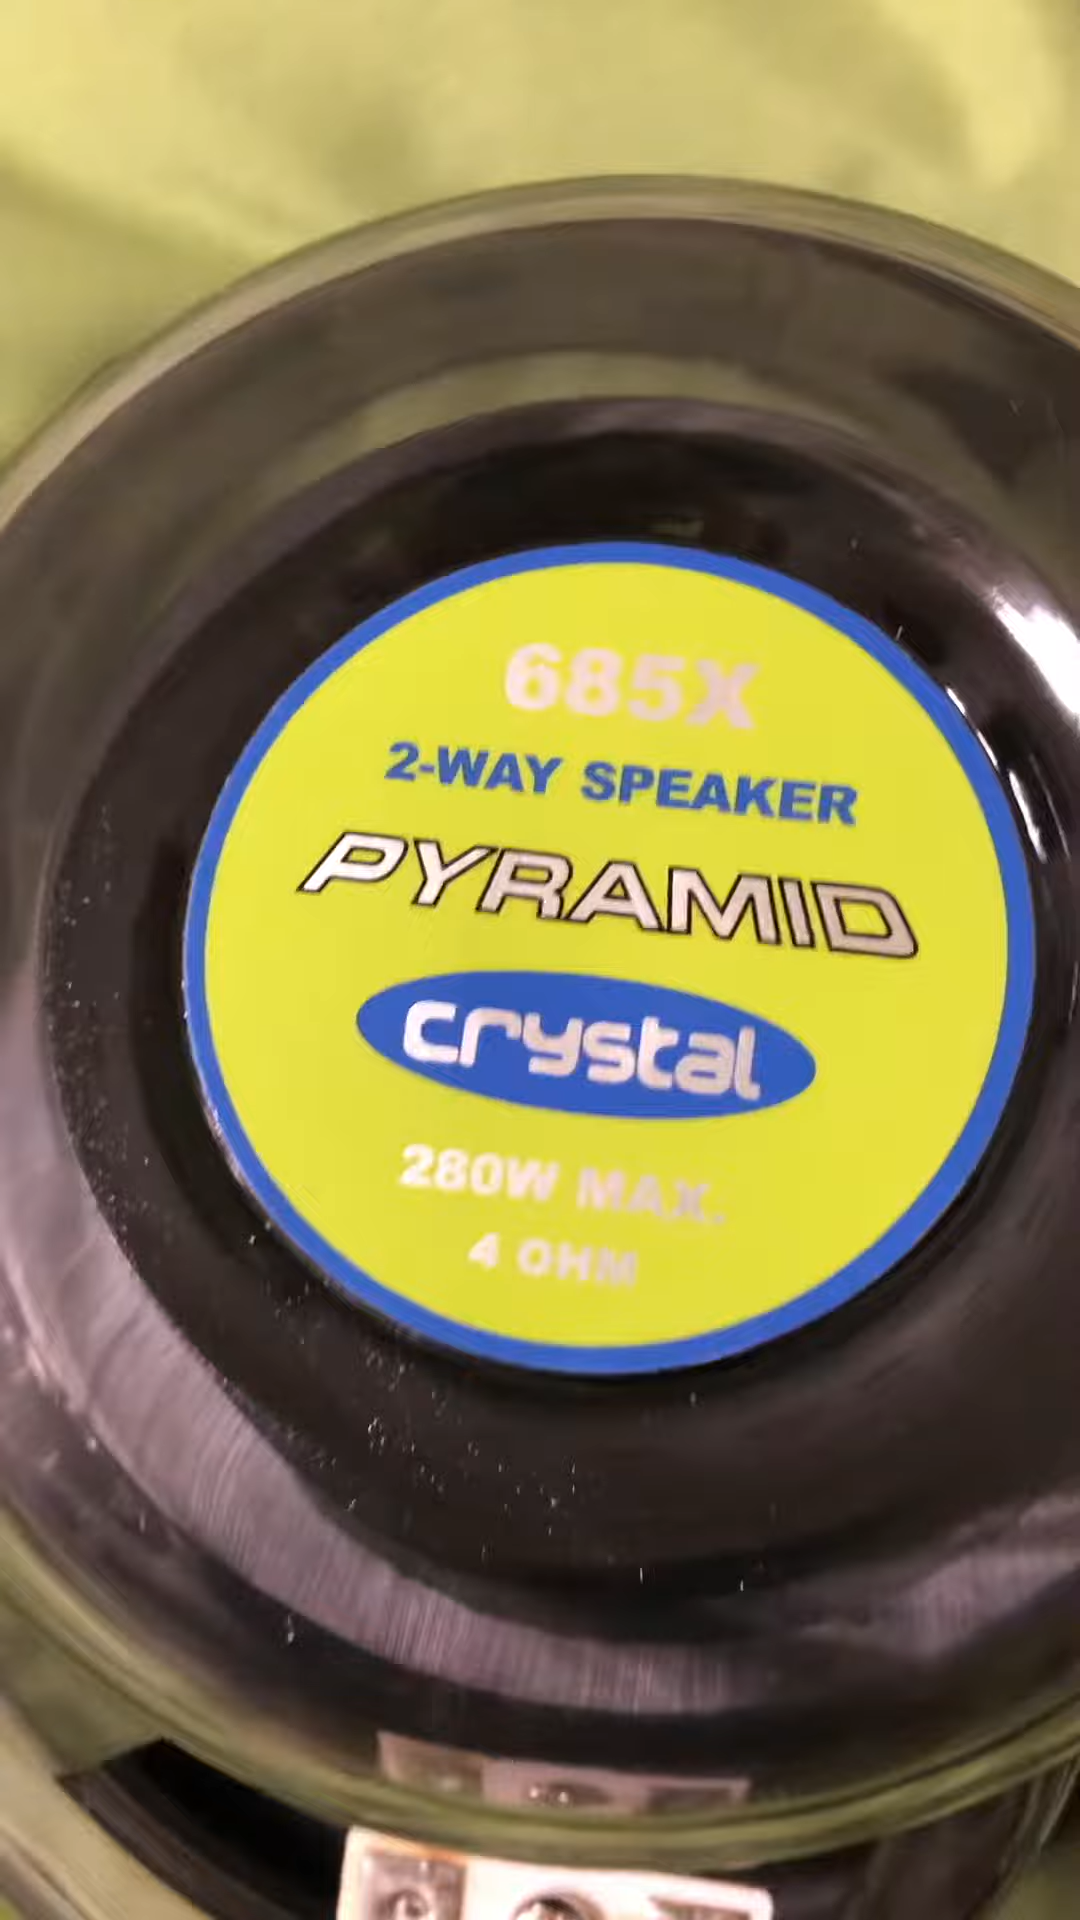 685X
2-WAY SPEAKER
PYRAMID
crystal
280W MAX.
4 OHM